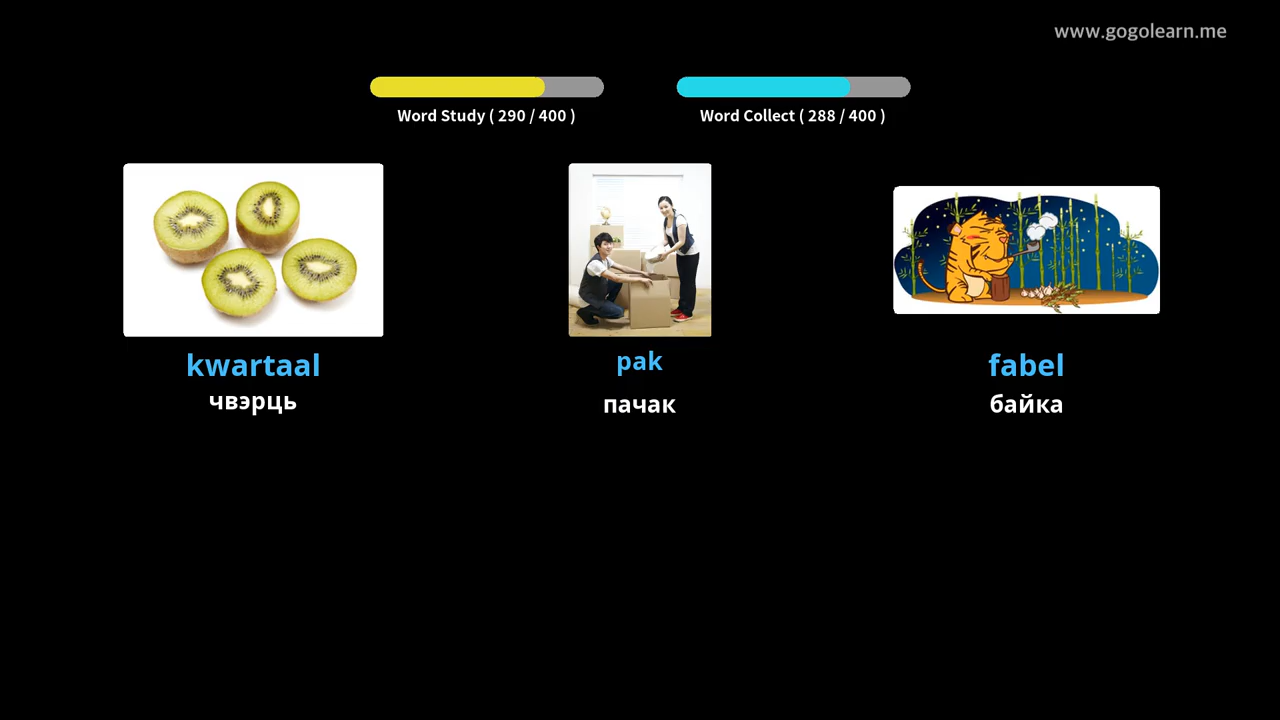 www.gogolearn.me
Word Study ( 290 / 400 )
Word Collect ( 288 / 400 )
kwartaal
pak
fabel
чвэрць
пачак
байка